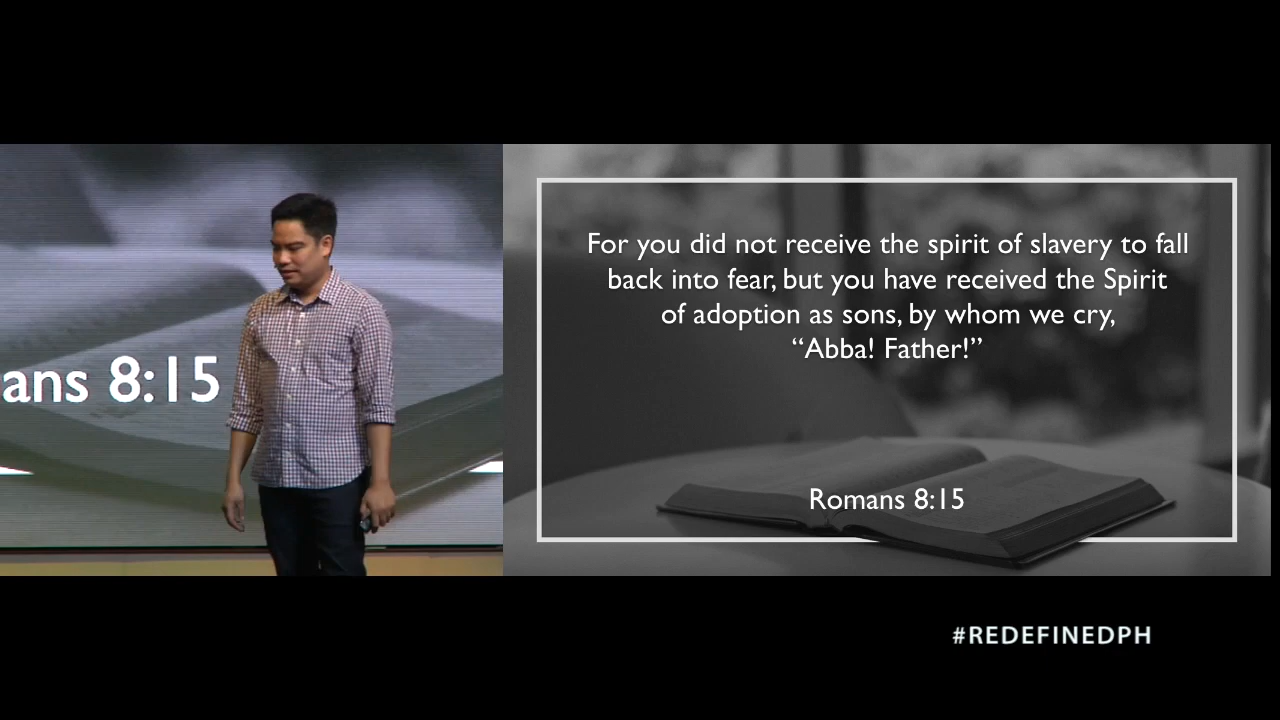 ans 8:15
For you did not receive the spirit of slavery to fall
back into fear, but you have received the Spirit
of adoption as sons, by whom we cry,
“Abba! Father!”
Romans 8:15
#REDEFINEDPH